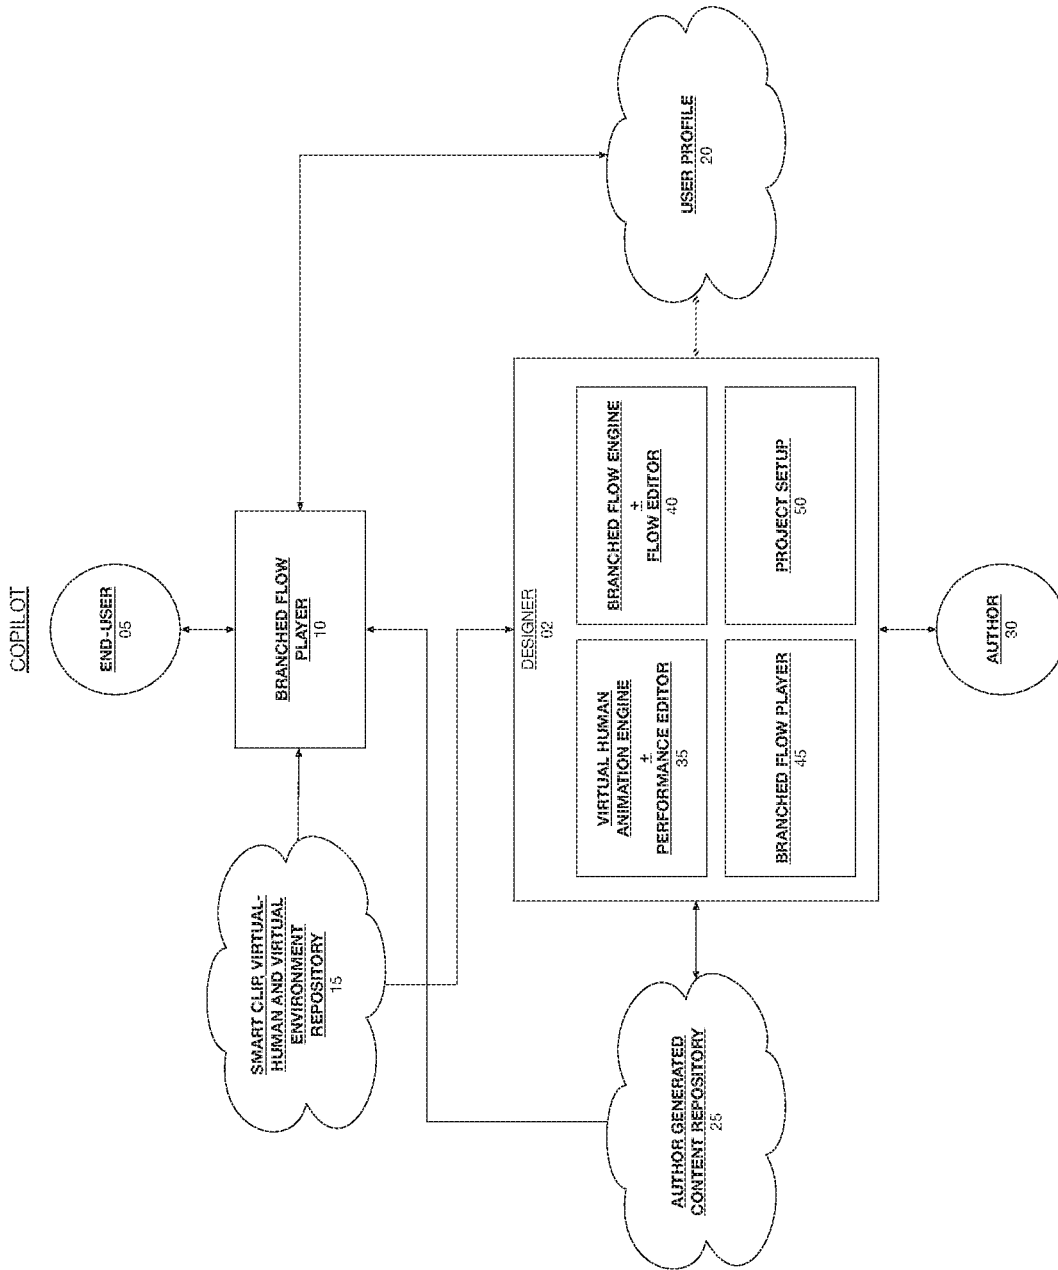 COPILOT
END-USER
05
BRANCHED FLOW
PLAYER
10
SMART CLIP, VIRTUAL-
HUMAN AND VIRTUAL
ENVIRONMENT
REPOSITORY
15
USER PROFILE
20
DESIGNER
02
VIRTUAL HUMAN
ANIMATION ENGINE
+
PERFORMANCE EDITOR
35
BRANCHED FLOW ENGINE
+
FLOW EDITOR
40
BRANCHED FLOW PLAYER
45
PROJECT SETUP
50
AUTHOR GENERATED
CONTENT REPOSITORY
25
AUTHOR
30